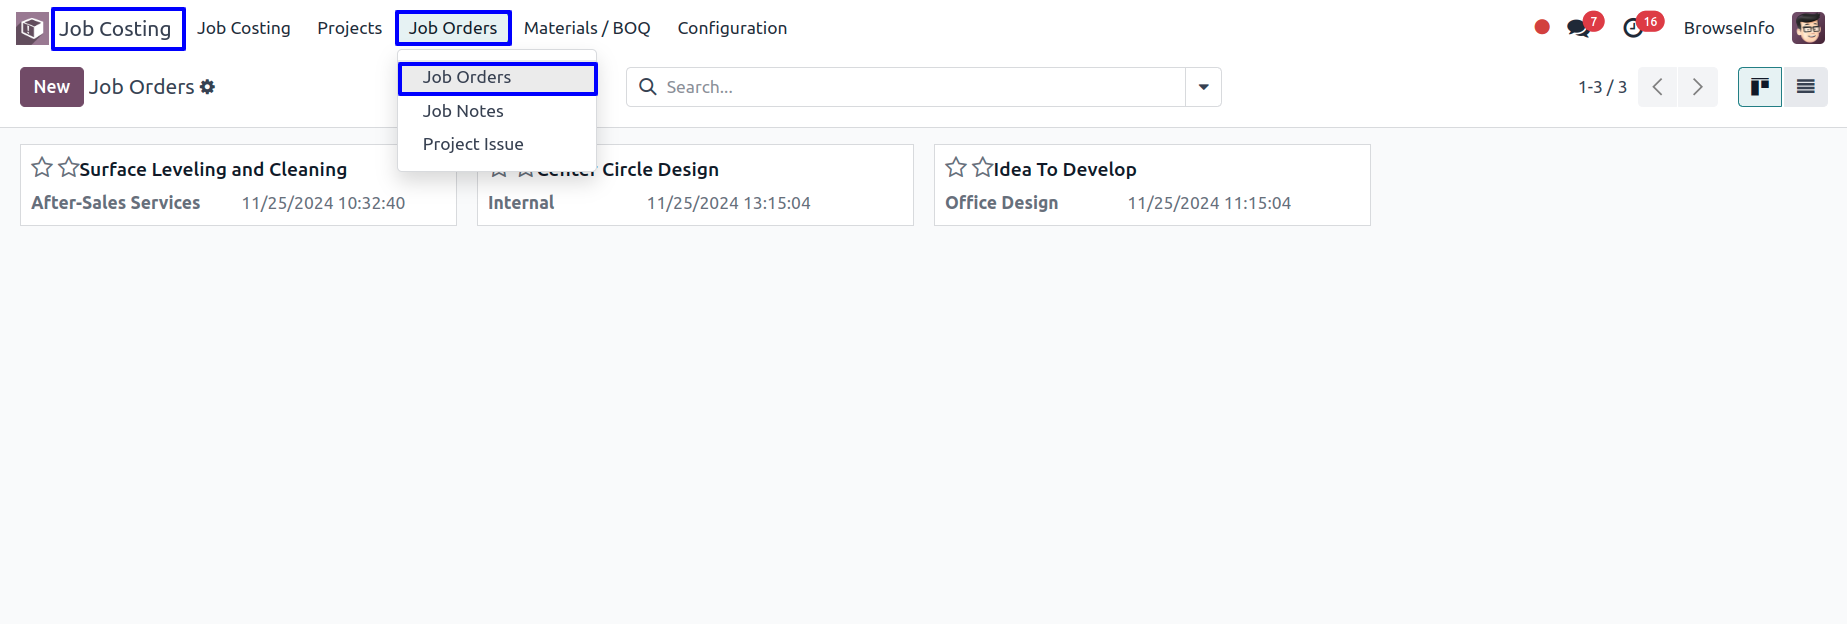 Job Costing Job Costing Projects Job Orders Materials / BOQ Configuration 7 16 BrowseInfo
New Job Orders Search... 1-3 / 3
Job Orders
Job Notes
Project Issue
Surface Leveling and Cleaning
After-Sales Services 11/25/2024 10:32:40
Center Circle Design
Internal 11/25/2024 13:15:04
Idea To Develop
Office Design 11/25/2024 11:15:04